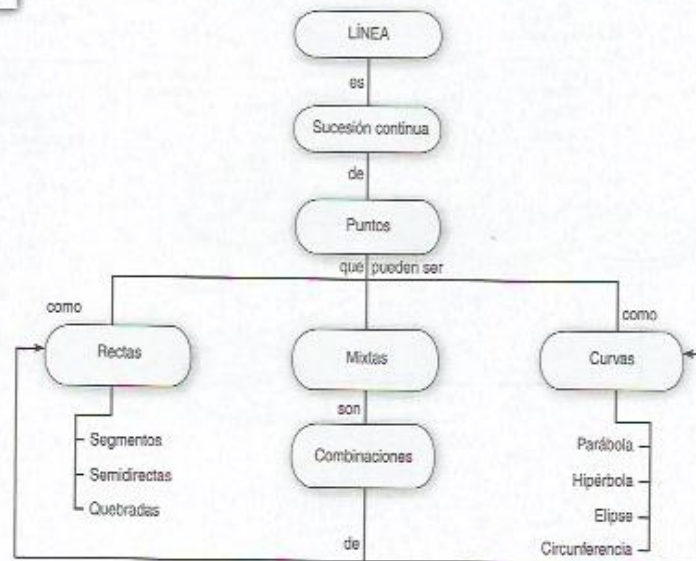 LÍNEA
es
Sucesión continua
de
Puntos
que pueden ser
como
como
Rectas
Mixtas
Curvas
son
Segmentos
Semidirectas
Quebradas
Combinaciones
Parábola
Hipérbola
Elipse
Circunferencia
de